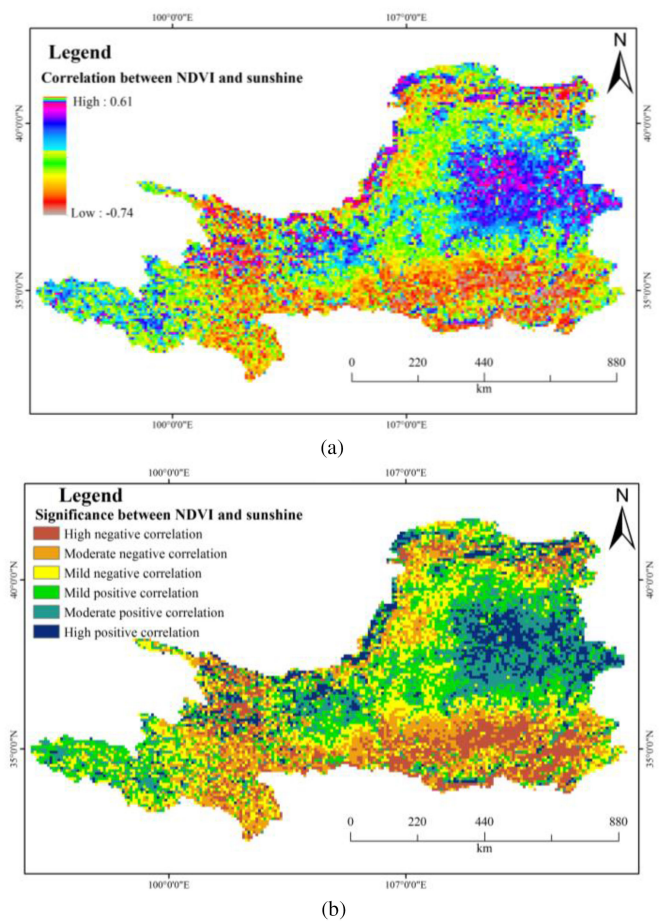 100°0'0"E 107°0'0"E
Legend
N
Correlation between NDVI and sunshine
High : 0.61
40°0'0"N 40°0'0"N
Low : -0.74
35°0'0"N 35°0'0"N
0 220 440 880
km
100°0'0"E 107°0'0"E
(a)
100°0'0"E 107°0'0"E
Legend
N
Significance between NDVI and sunshine
High negative correlation
Moderate negative correlation
Mild negative correlation
40°0'0"N 40°0'0"N
Mild positive correlation
Moderate positive correlation
High positive correlation
35°0'0"N 35°0'0"N
0 220 440 880
km
100°0'0"E 107°0'0"E
(b)